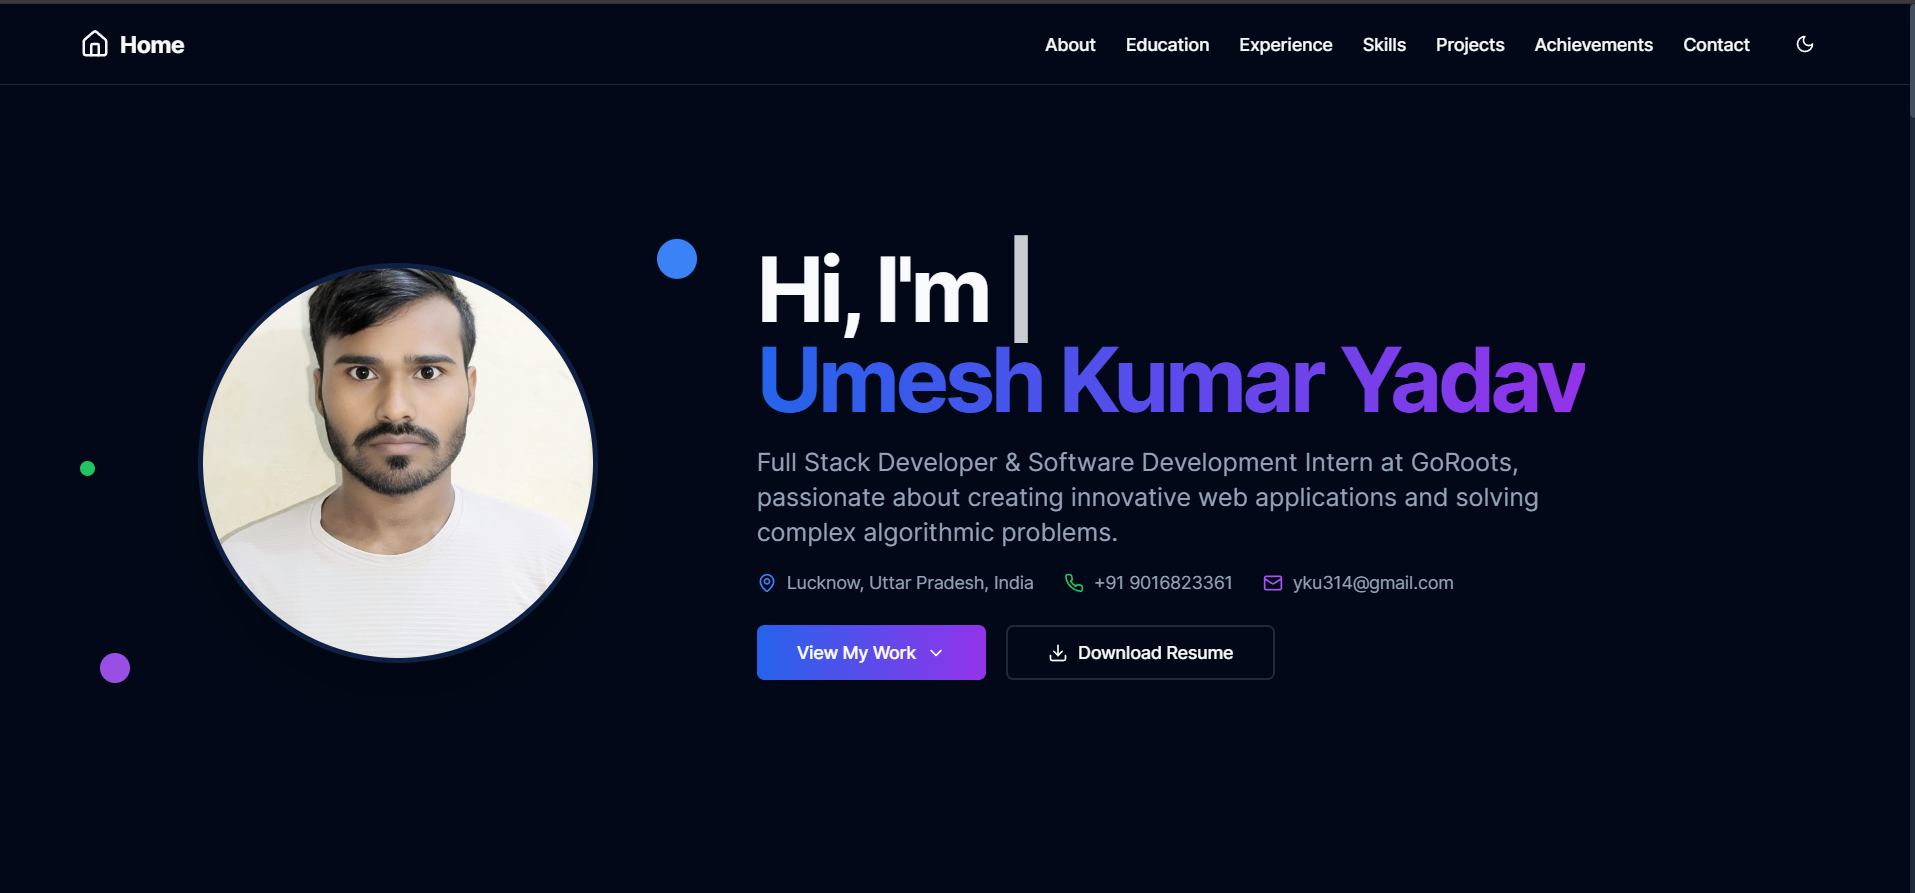 Home
About Education Experience Skills Projects Achievements Contact
Hi, I'm
Umesh Kumar Yadav
Full Stack Developer & Software Development Intern at GoRoots,
passionate about creating innovative web applications and solving
complex algorithmic problems.
Lucknow, Uttar Pradesh, India +91 9016823361 yku314@gmail.com
View My Work Download Resume